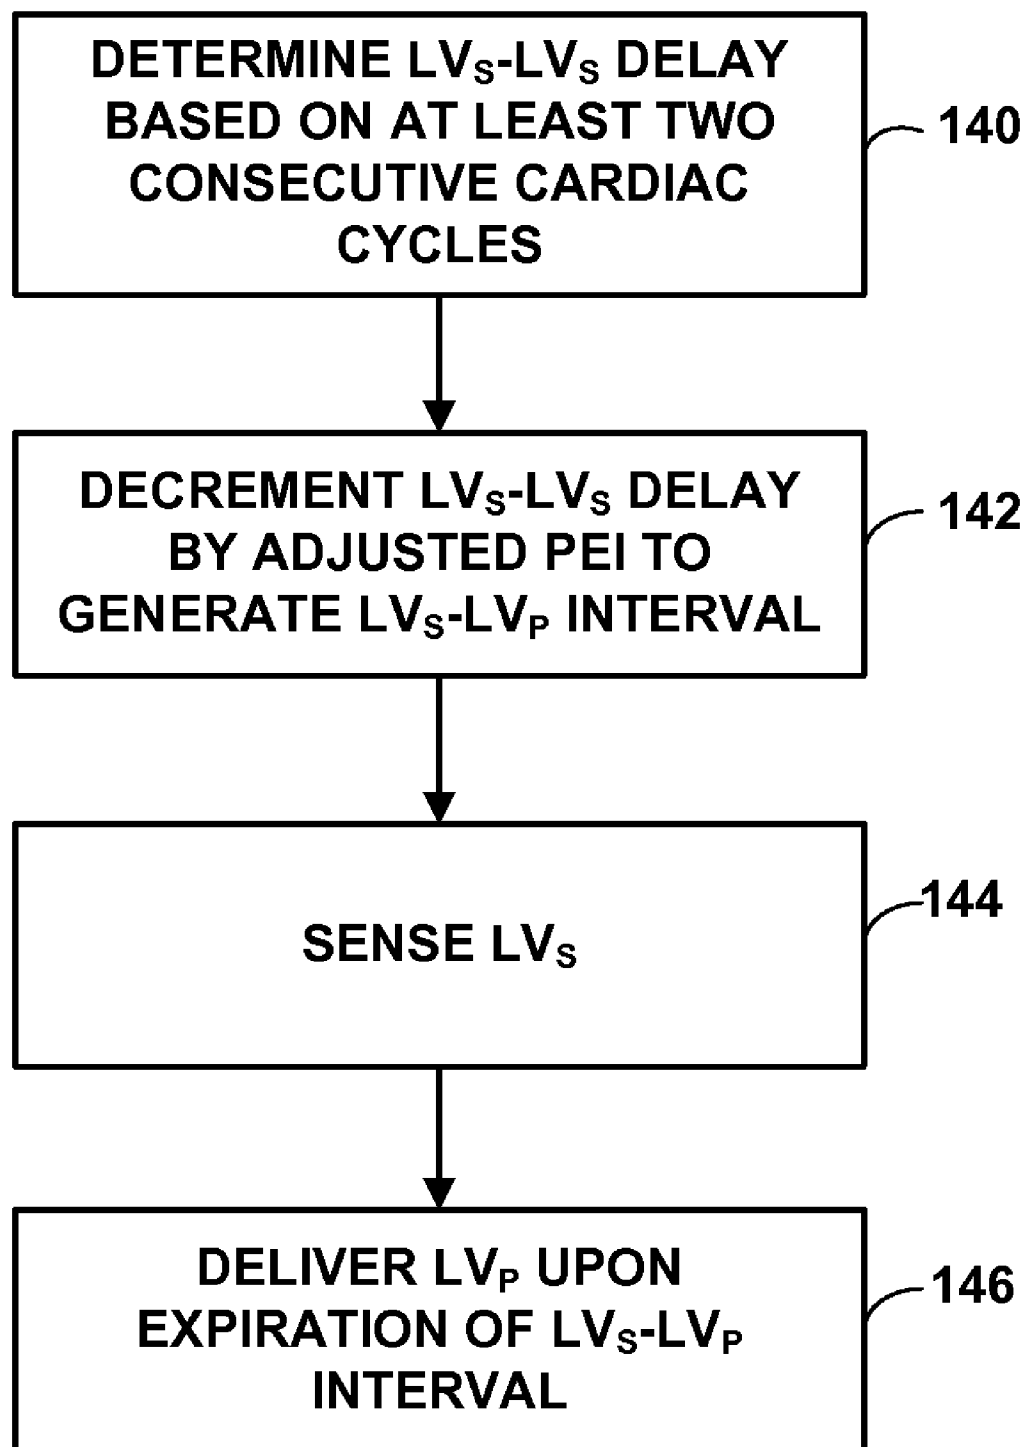 DETERMINE LVS-LVS DELAY
BASED ON AT LEAST TWO
CONSECUTIVE CARDIAC
CYCLES
140
DECREMENT LVS-LVS DELAY
BY ADJUSTED PEI TO
GENERATE LVS-LVP INTERVAL
142
SENSE LVS
144
DELIVER LVP UPON
EXPIRATION OF LVS-LVP
INTERVAL
146